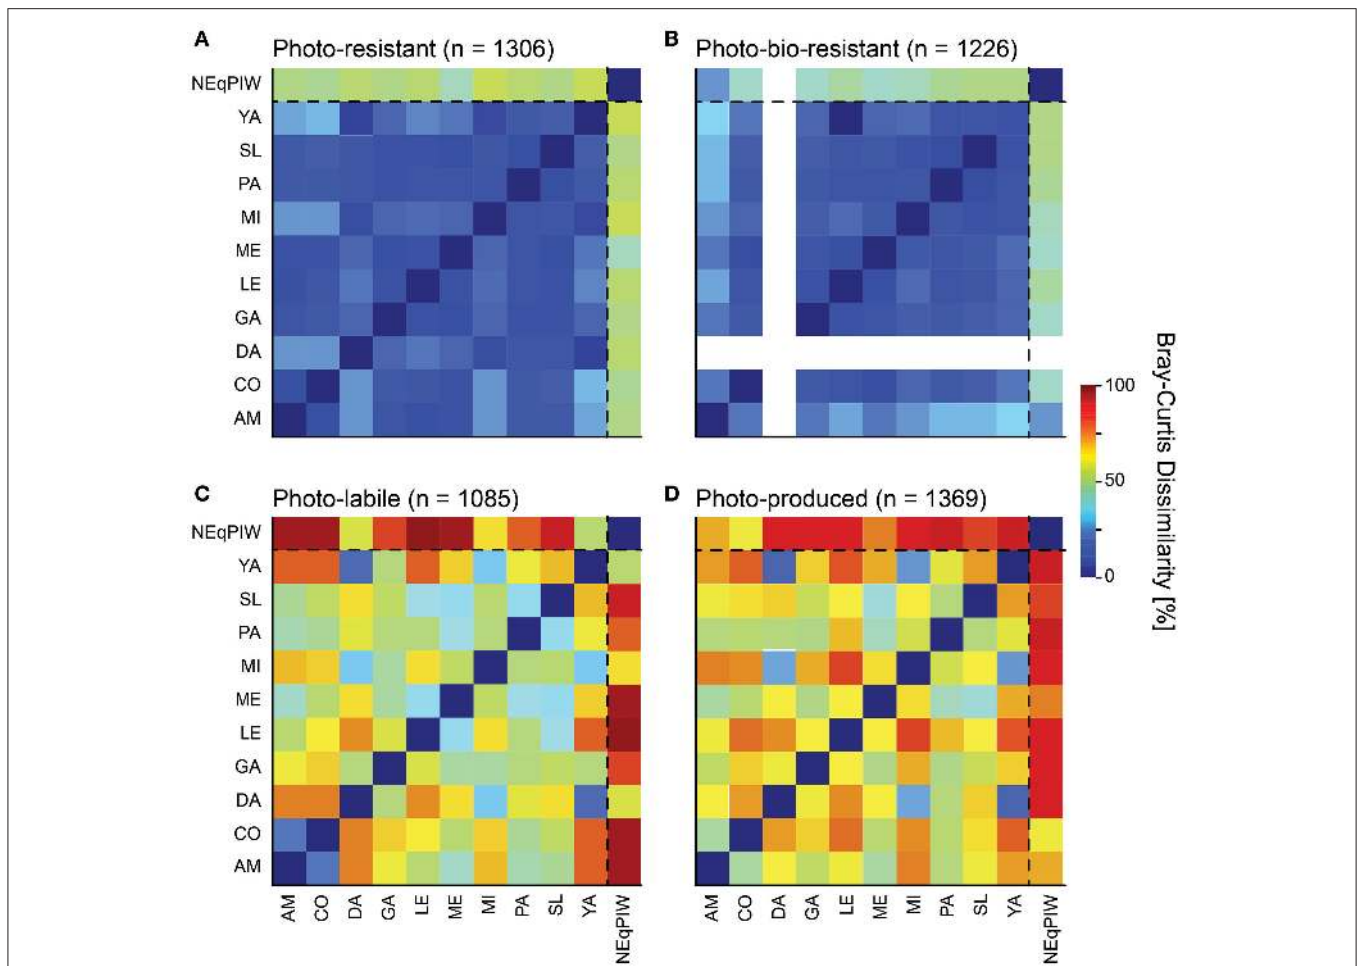 A Photo-resistant (n = 1306)
B Photo-bio-resistant (n = 1226)
NEqPIW
YA
SL
PA
MI
ME
LE
GA
DA
CO
AM
100
50
0
Bray-Curtis Dissimilarity [%]
C Photo-labile (n = 1085)
D Photo-produced (n = 1369)
NEqPIW
YA
SL
PA
MI
ME
LE
GA
DA
CO
AM
AM CO DA GA LE ME MI PA SL YA NEqPIW
AM CO DA GA LE ME MI PA SL YA NEqPIW